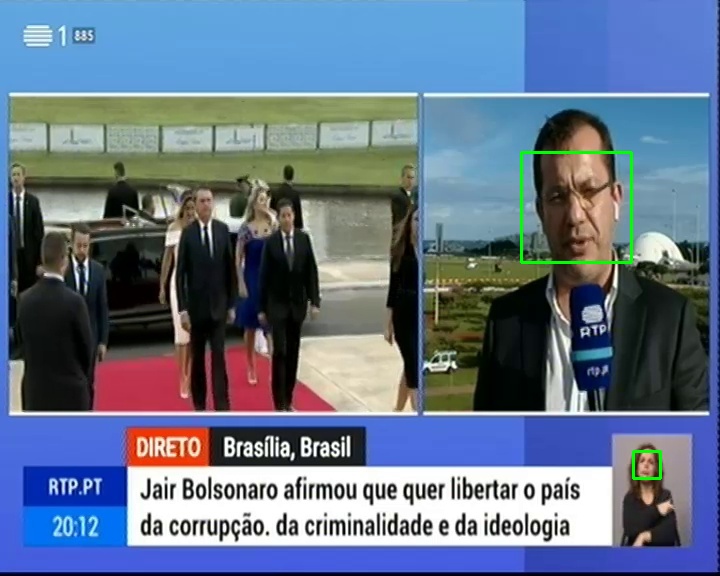 1 885
RTP
rtp.pt
DIRETO Brasília, Brasil
RTP.PT
20:12
Jair Bolsonaro afirmou que quer libertar o país
da corrupção. da criminalidade e da ideologia